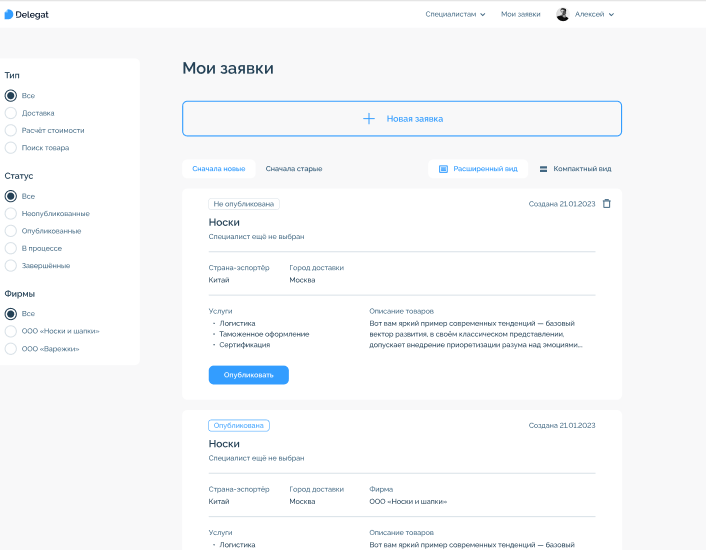 Delegat
Специалистам
Мои заявки
Алексей
Тип
Все
Доставка
Расчёт стоимости
Поиск товара
Статус
Все
Неопубликованные
Опубликованные
В процессе
Завершённые
Фирмы
Все
ООО «Носки и шапки»
ООО «Варежки»
Мои заявки
Новая заявка
Сначала новые
Сначала старые
Расширенный вид
Компактный вид
Не опубликована
Создана 21.01.2023
Носки
Специалист ещё не выбран
Страна-эспортёр
Город доставки
Китай
Москва
Услуги
• Логистика
• Таможенное оформление
• Сертификация
Описание товаров
Вот вам яркий пример современных тенденций — базовый
вектор развития, в своём классическом представлении,
допускает внедрение приоретизации разума над эмоциями...
Опубликовать
Опубликована
Создана 21.01.2023
Носки
Специалист ещё не выбран
Страна-эспортёр
Город доставки
Фирма
Китай
Москва
ООО «Носки и шапки»
Услуги
• Логистика
Описание товаров
Вот вам яркий пример современных тенденций — базовый